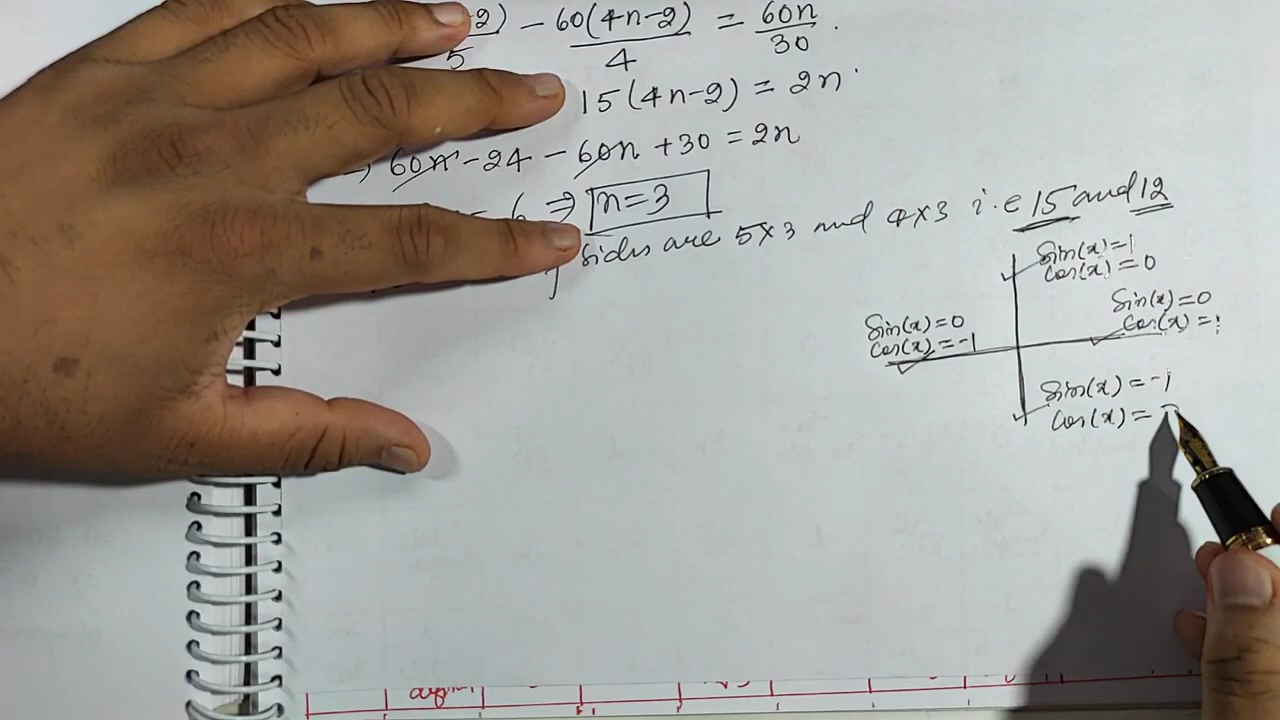 2)/5 - 60(4n-2)/4 = 60n/30.
15(4n-2) = 2n.
60n - 24 - 60n + 30 = 2n
6 ⇒ n=3
sides are 5×3 and 4×3 i.e 15 and 12
Sin(x)=1
Cos(x)=0
Sin(x)=0
Cos(x)=
Sin(x)=0
Cos(x)=-1
Sin(x)=-1
Cos(x)=